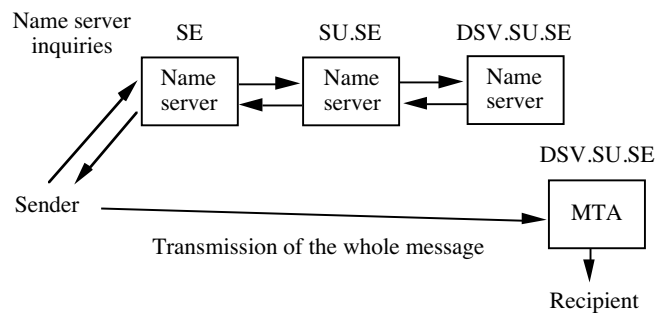 Name server
inquiries
SE
SU.SE
DSV.SU.SE
Name
server
Name
server
Name
server
DSV.SU.SE
Sender
MTA
Transmission of the whole message
Recipient